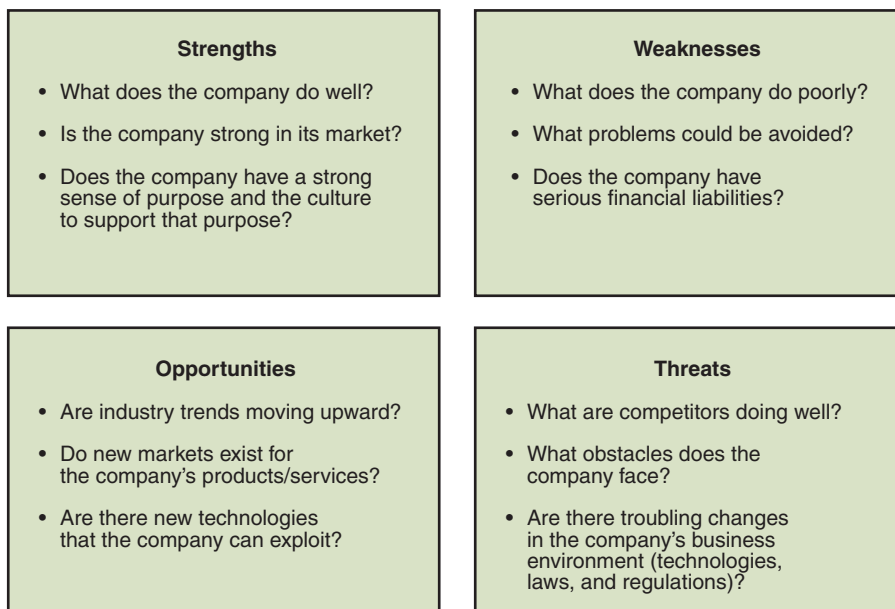 Strengths
• What does the company do well?
• Is the company strong in its market?
• Does the company have a strong
sense of purpose and the culture
to support that purpose?
Weaknesses
• What does the company do poorly?
• What problems could be avoided?
• Does the company have
serious financial liabilities?
Opportunities
• Are industry trends moving upward?
• Do new markets exist for
the company's products/services?
• Are there new technologies
that the company can exploit?
Threats
• What are competitors doing well?
• What obstacles does the
company face?
• Are there troubling changes
in the company's business
environment (technologies,
laws, and regulations)?